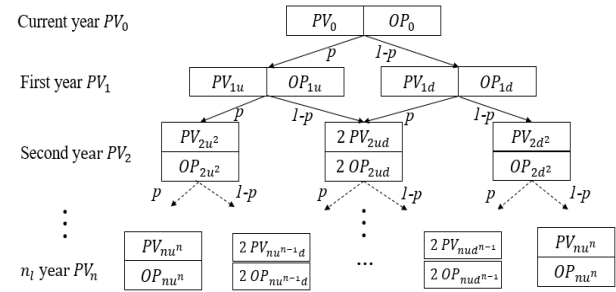 Current year PV₀ PV₀ OP₀
p 1-p
First year PV₁ PV₁ᵤ OP₁ᵤ PV₁d OP₁d
p 1-p p 1-p
Second year PV₂ PV₂ᵤ² 2 PV₂ᵤd PV₂d²
OP₂ᵤ² 2 OP₂ᵤd OP₂d²
p 1-p p 1-p p 1-p
⋮ ⋮
PVₙᵤⁿ 2 PVₙᵤⁿ⁻¹d 2 PVₙᵤdⁿ⁻¹ PVₙᵤⁿ
nₗ year PVₙ OPₙᵤⁿ 2 OPₙᵤⁿ⁻¹d ... 2 OPₙᵤdⁿ⁻¹ OPₙᵤⁿ